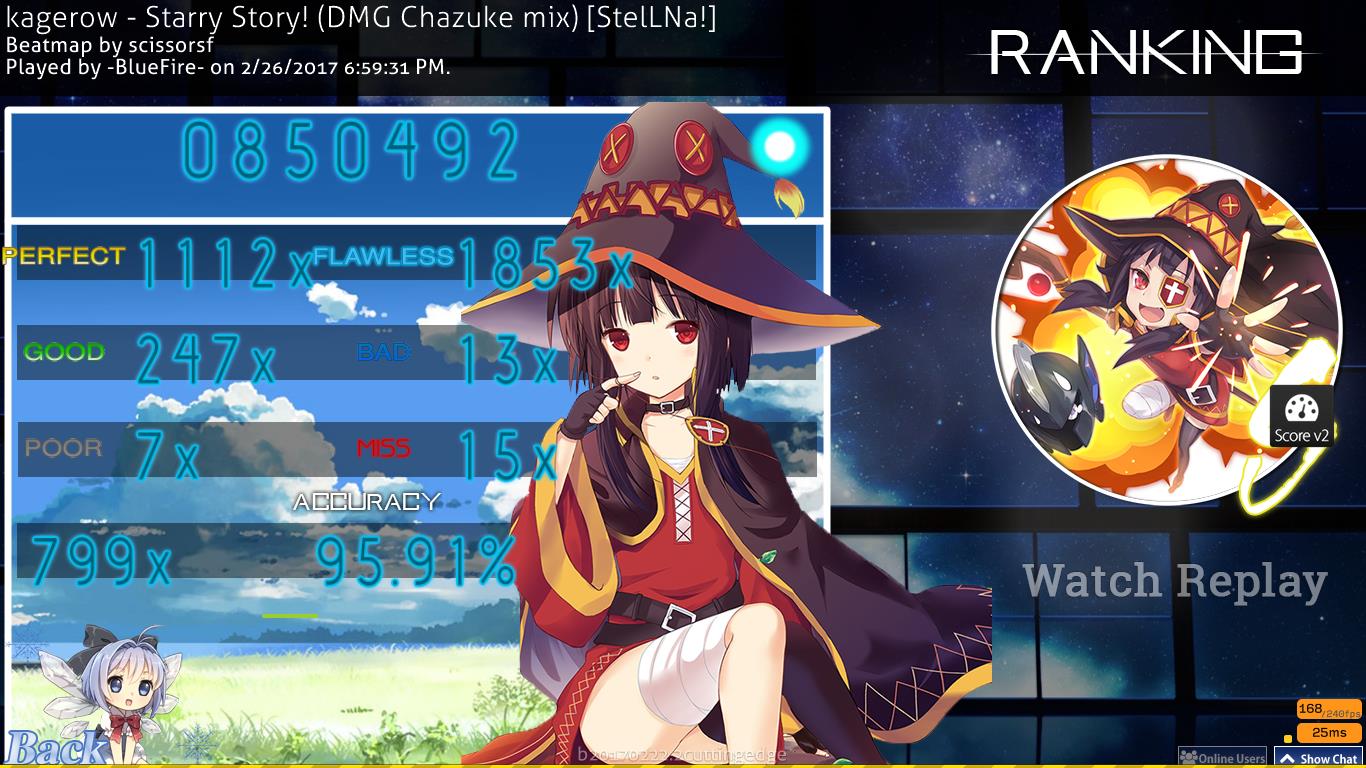 kagerow - Starry Story! (DMG Chazuke mix) [StelLNa!]
Beatmap by scissorsf
Played by -BlueFire- on 2/26/2017 6:59:31 PM.
RANKING
0850492
PERFECT 1112x FLAWLESS 1853x
GOOD 247x BAD 13x
POOR 7x MISS 15x
ACCURACY
799x 95.91%
Score v2
Watch Replay
Back
b20170222.2cuttingedge
168/240fps
25ms
Online Users
Show Chat